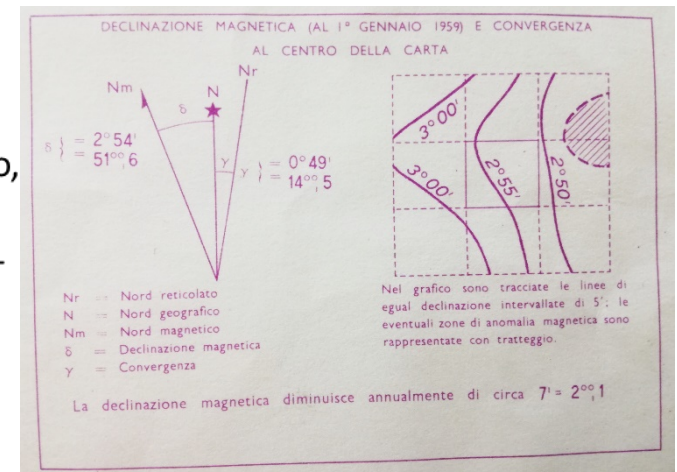 DECLINAZIONE MAGNETICA (AL 1° GENNAIO 1959) E CONVERGENZA
AL CENTRO DELLA CARTA
Nm
N
Nr
δ
δ } = 2° 54'
= 51°°,6
γ
γ } = 0° 49'
= 14°°,5
3° 00'
3° 00'
2° 55'
2° 50'
Nr = Nord reticolato
N = Nord geografico
Nm = Nord magnetico
δ = Declinazione magnetica
γ = Convergenza
Nel grafico sono tracciate le linee di
egual declinazione intervallate di 5'; le
eventuali zone di anomalia magnetica sono
rappresentate con tratteggio.
La declinazione magnetica diminuisce annualmente di circa 7' = 2°°,1